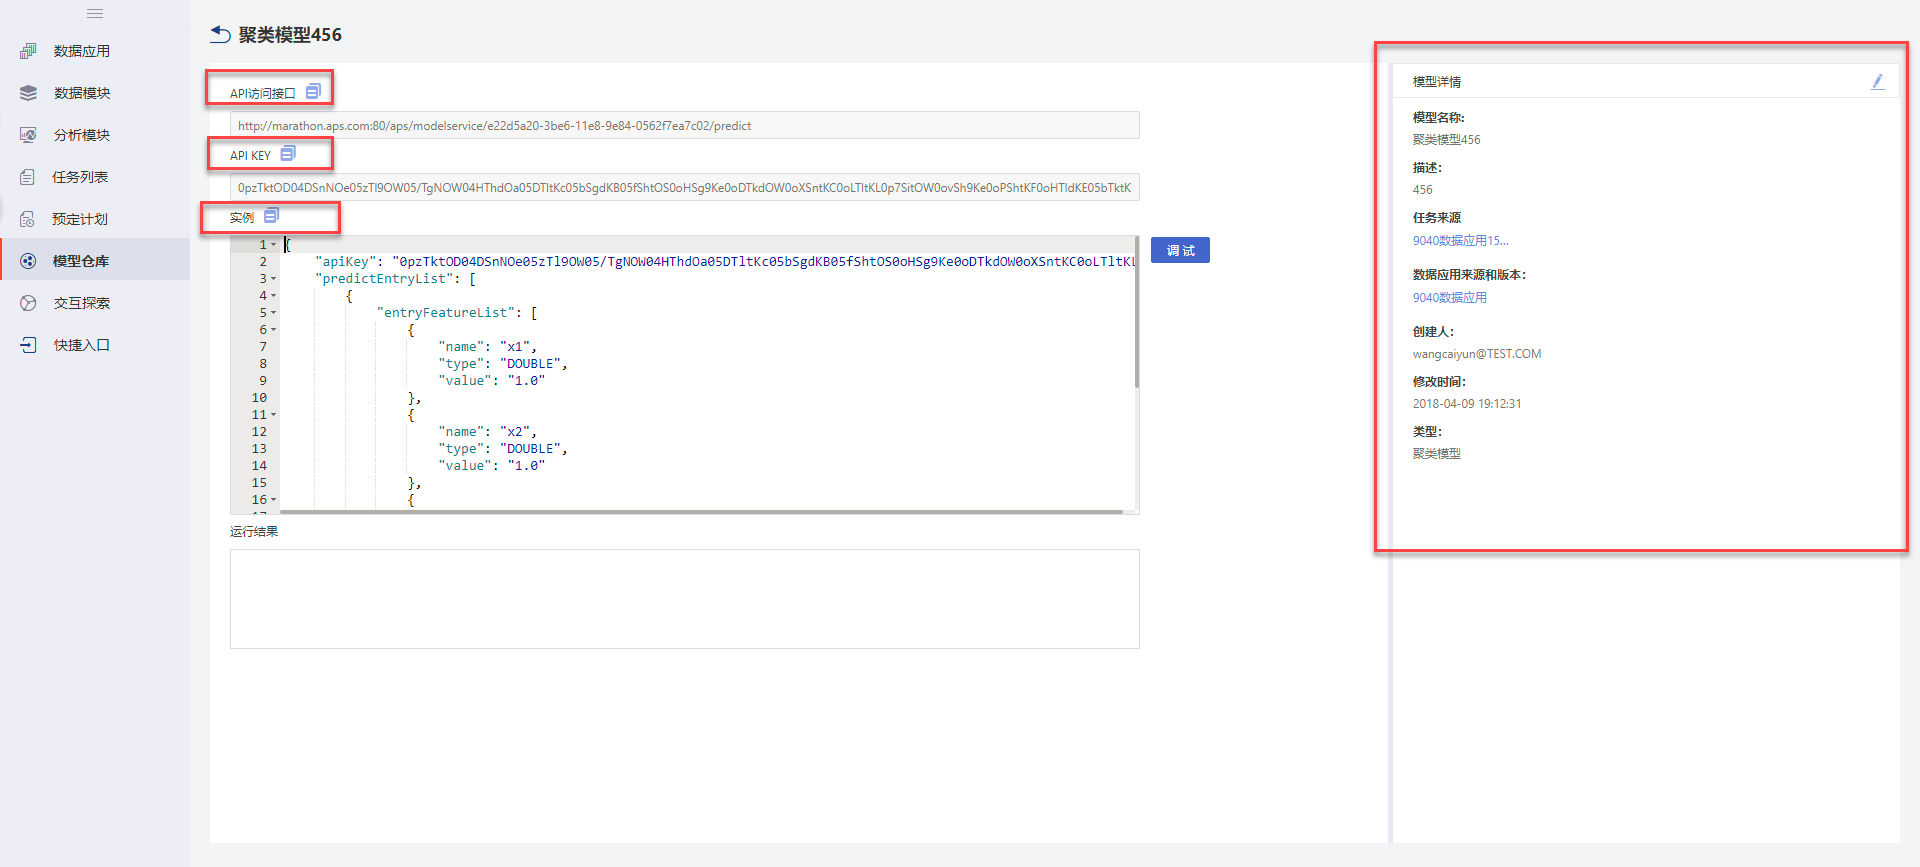 数据应用
数据模块
分析模块
任务列表
预定计划
模型仓库
交互探索
快捷入口
聚类模型456
API访问接口
http://marathon.aps.com:80/aps/modelservice/e22d5a20-3be6-11e8-9e84-0562f7ea7c02/predict
API KEY
0pzTktOD04DSnNOe05zTl9OW05/TgNOW04HThdOa05DTltKc05bSgdKB05fShtOS0oHSg9Ke0oDTkdOW0oXSntKC0oLTltKL0p7SitOW0ovSh9Ke0oPShtKF0oHTldKE05bTktK
实例
1 {
2 "apiKey": "0pzTktOD04DSnNOe05zTl9OW05/TgNOW04HThdOa05DTltKc05bSgdKB05fShtOS0oHSg9Ke0oDTkdOW0oXSntKC0oLTltKL
3 "predictEntryList": [
4 {
5 "entryFeatureList": [
6 {
7 "name": "x1",
8 "type": "DOUBLE",
9 "value": "1.0"
10 },
11 {
12 "name": "x2",
13 "type": "DOUBLE",
14 "value": "1.0"
15 },
16 {
调试
运行结果
模型详情
模型名称:
聚类模型456
描述:
456
任务来源
9040数据应用15...
数据应用来源和版本:
9040数据应用
创建人:
wangcaiyun@TEST.COM
修改时间:
2018-04-09 19:12:31
类型:
聚类模型